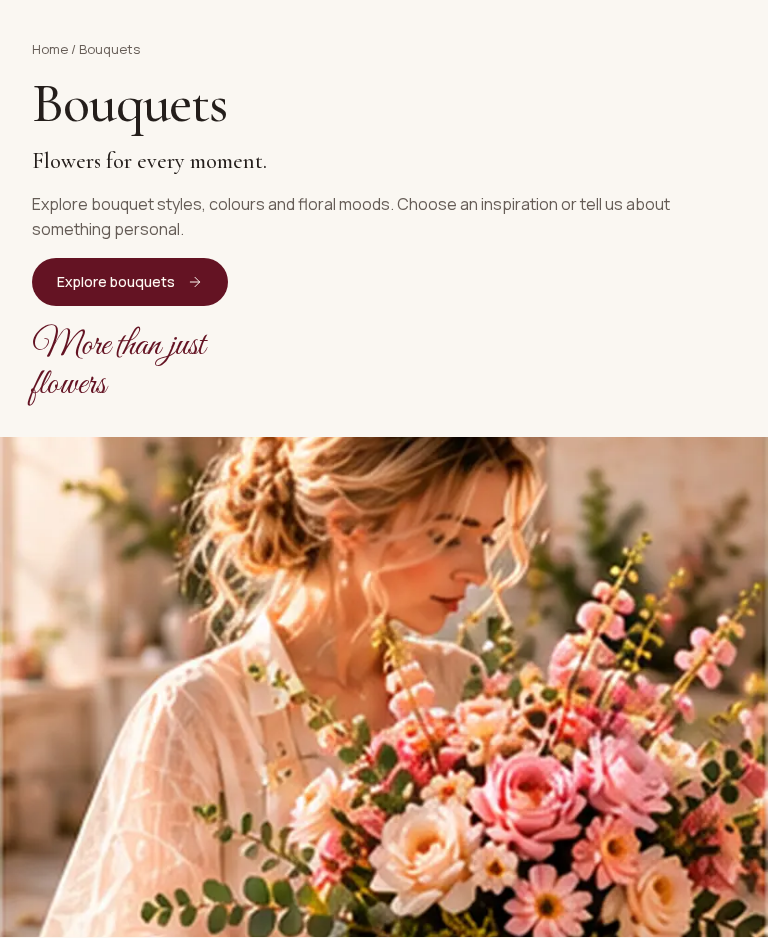 Home / Bouquets
Bouquets
Flowers for every moment.
Explore bouquet styles, colours and floral moods. Choose an inspiration or tell us about
something personal.
Explore bouquets →
More than just
flowers